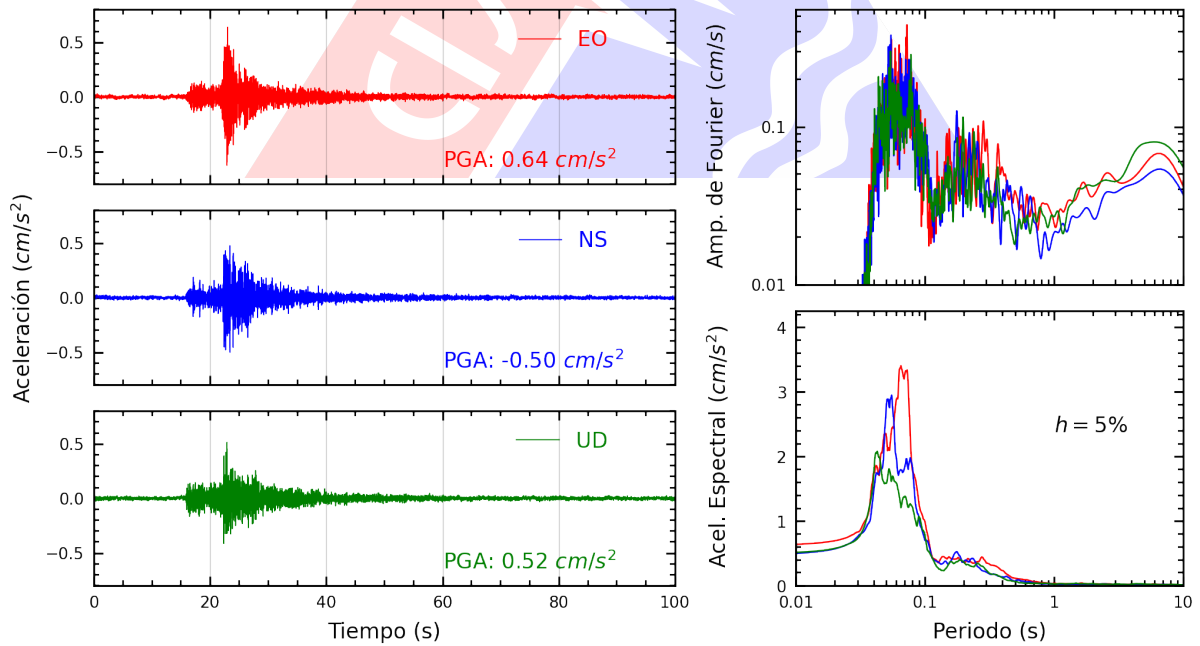 Aceleración (cm/s²)
0.5
0.0
−0.5
EO
PGA: 0.64 cm/s²
0.5
0.0
−0.5
NS
PGA: -0.50 cm/s²
0.5
0.0
−0.5
UD
PGA: 0.52 cm/s²
0 20 40 60 80 100
Tiempo (s)
Amp. de Fourier (cm/s)
0.1
0.01
Acel. Espectral (cm/s²)
4
3
2
1
0
h = 5%
0.01 0.1 1 10
Periodo (s)